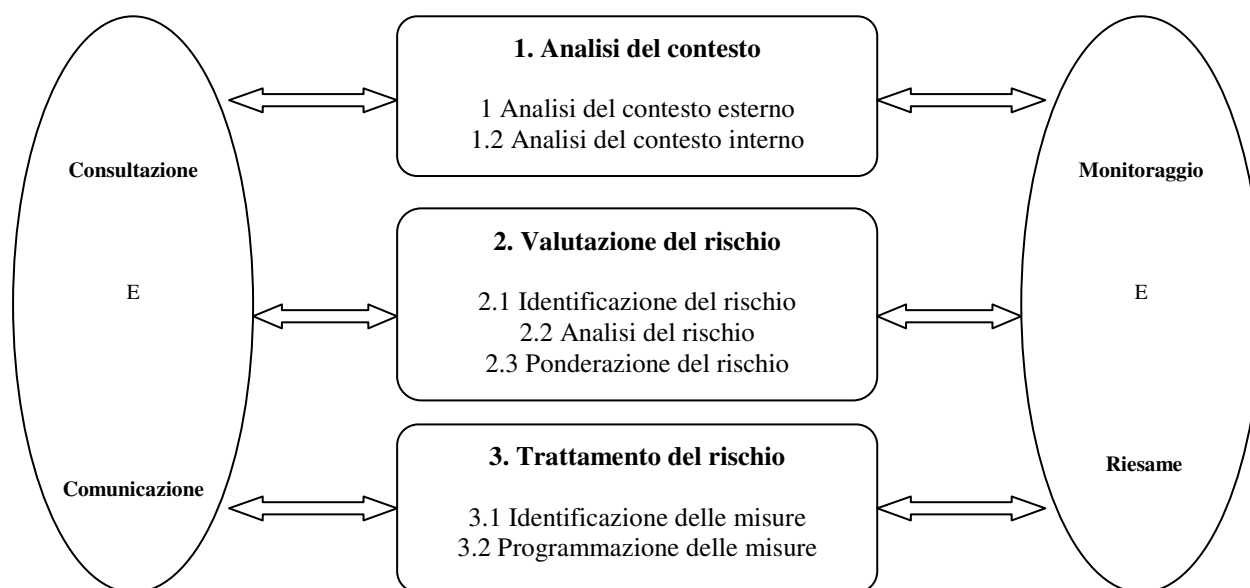 Consultazione
E
Comunicazione
1. Analisi del contesto
1 Analisi del contesto esterno
1.2 Analisi del contesto interno
2. Valutazione del rischio
2.1 Identificazione del rischio
2.2 Analisi del rischio
2.3 Ponderazione del rischio
3. Trattamento del rischio
3.1 Identificazione delle misure
3.2 Programmazione delle misure
Monitoraggio
E
Riesame